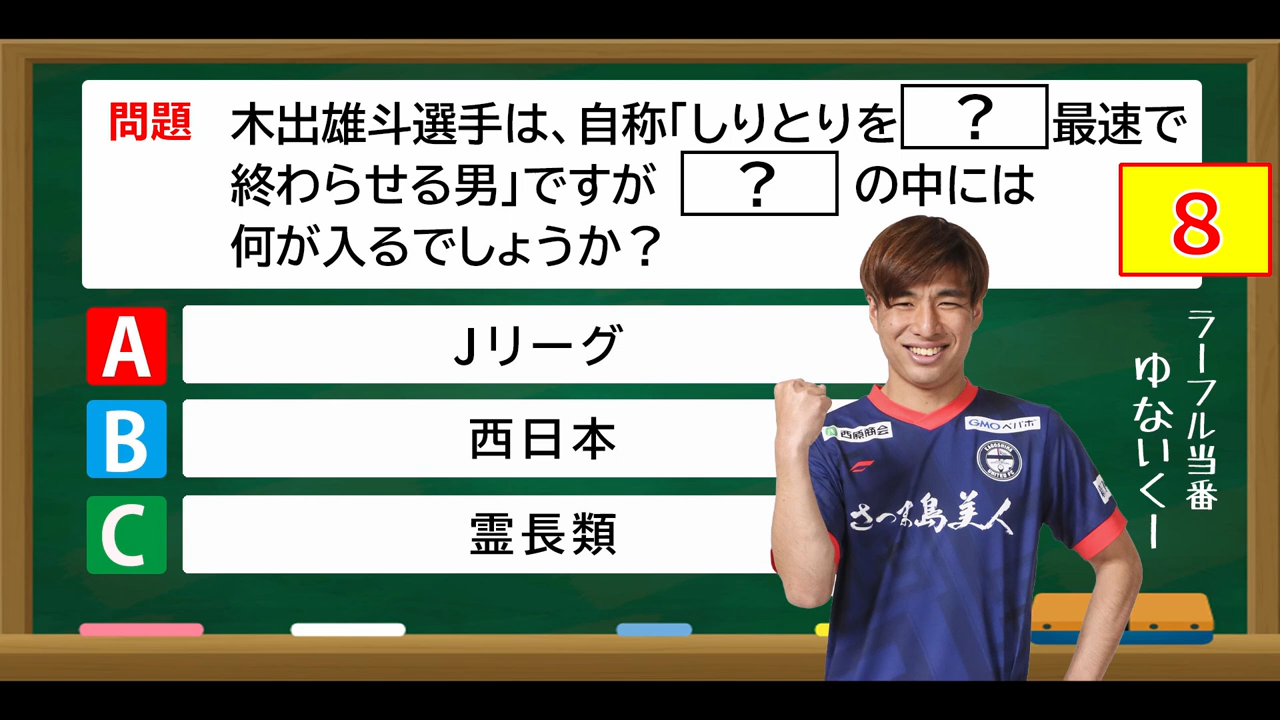 問題
木出雄斗選手は、自称「しりとりを ? 最速で
終わらせる男」ですが ? の中には
何が入るでしょうか？
8
A Jリーグ
B 西日本
C 霊長類
ラーフル当番
ゆないくー
西原商会
GMOペパボ
KAGOSHIMA
UNITED FC
さつま島美人